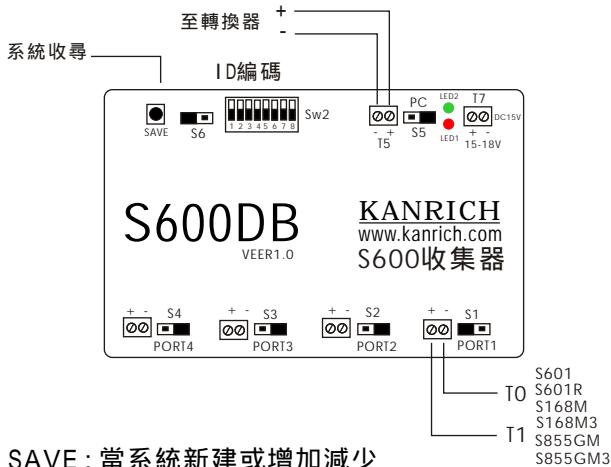 至轉換器 + -
系統收尋
ID編碼
SAVE
S6
1 2 3 4 5 6 7 8
Sw2
- +
T5
PC
S5
LED2
LED1
T7
DC15V
+ -
15-18V
S600DB
VEER1.0
KANRICH
www.kanrich.com
S600收集器
+ - S4
PORT4
+ - S3
PORT3
+ - S2
PORT2
+ - S1
PORT1
T0
T1
S601
S601R
S168M
S168M3
S855GM
S855GM3
SAVE:當系統新建或增加減少